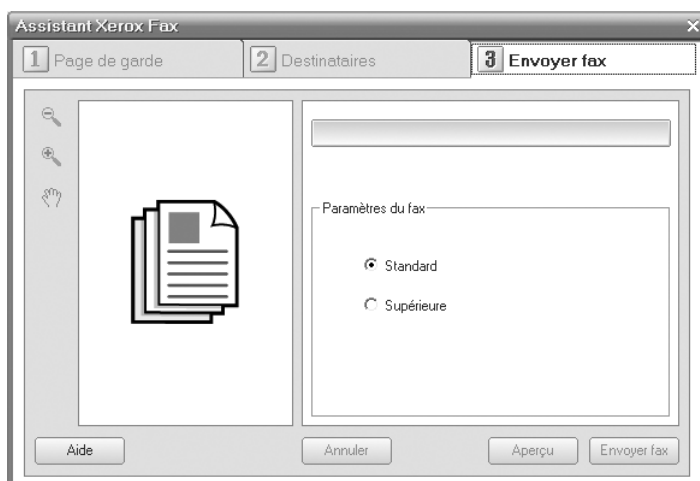 Assistant Xerox Fax
1 Page de garde
2 Destinataires
3 Envoyer fax
Paramètres du fax
Standard
Supérieure
Aide
Annuler
Aperçu
Envoyer fax